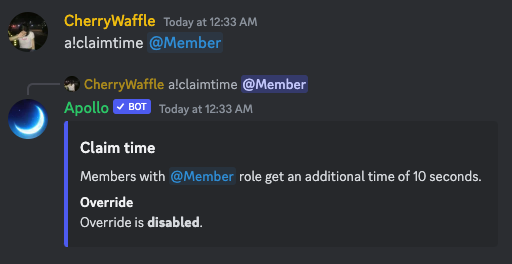 CherryWaffle Today at 12:33 AM
a!claimtime @Member
CherryWaffle a!claimtime @Member
Apollo ✓ BOT Today at 12:33 AM
Claim time
Members with @Member role get an additional time of 10 seconds.
Override
Override is disabled.